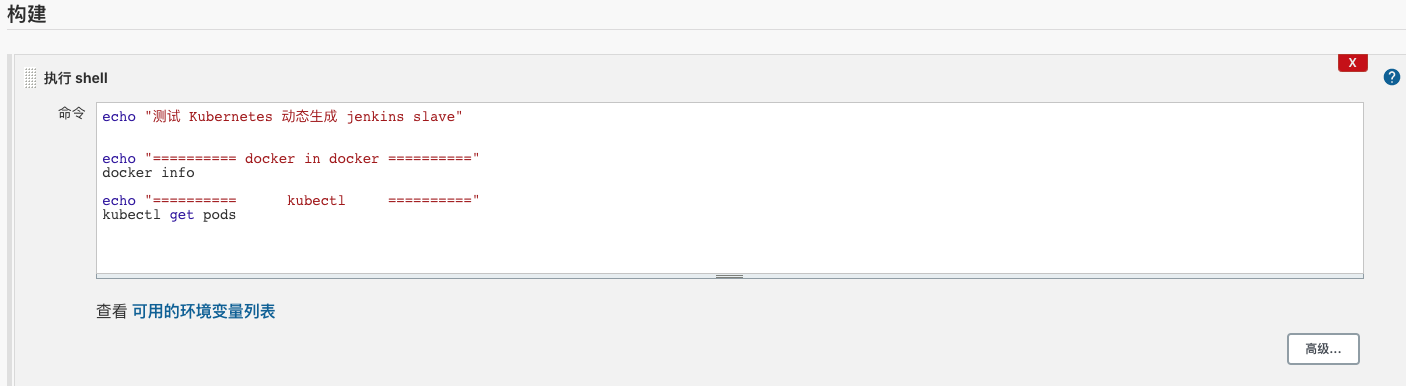 构建
X
执行 shell
?
命令
echo "测试 Kubernetes 动态生成 jenkins slave"
echo "========== docker in docker =========="
docker info
echo "==========      kubectl     =========="
kubectl get pods
查看 可用的环境变量列表
高级...